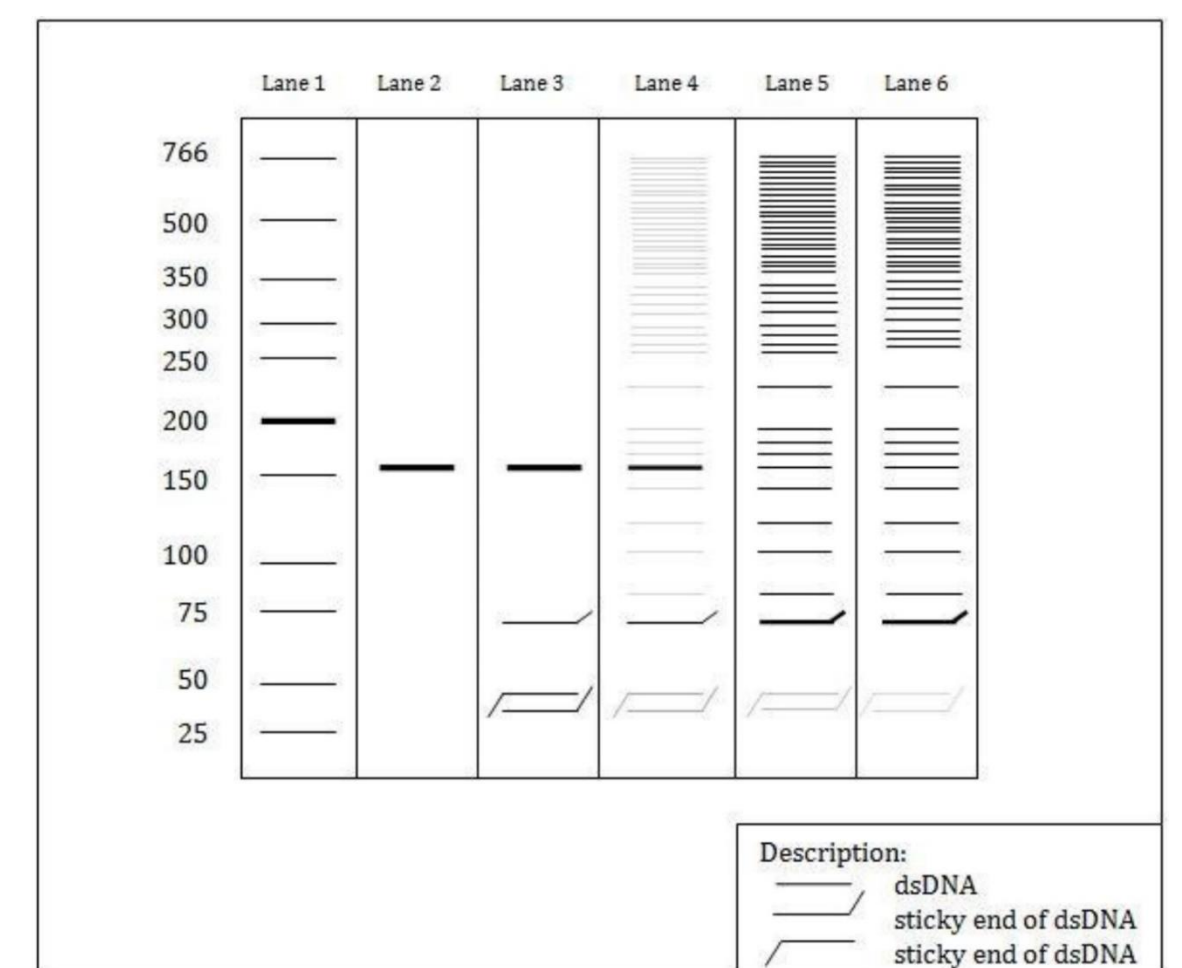 Lane 1 Lane 2 Lane 3 Lane 4 Lane 5 Lane 6
766
500
350
300
250
200
150
100
75
50
25
Description:
dsDNA
sticky end of dsDNA
sticky end of dsDNA